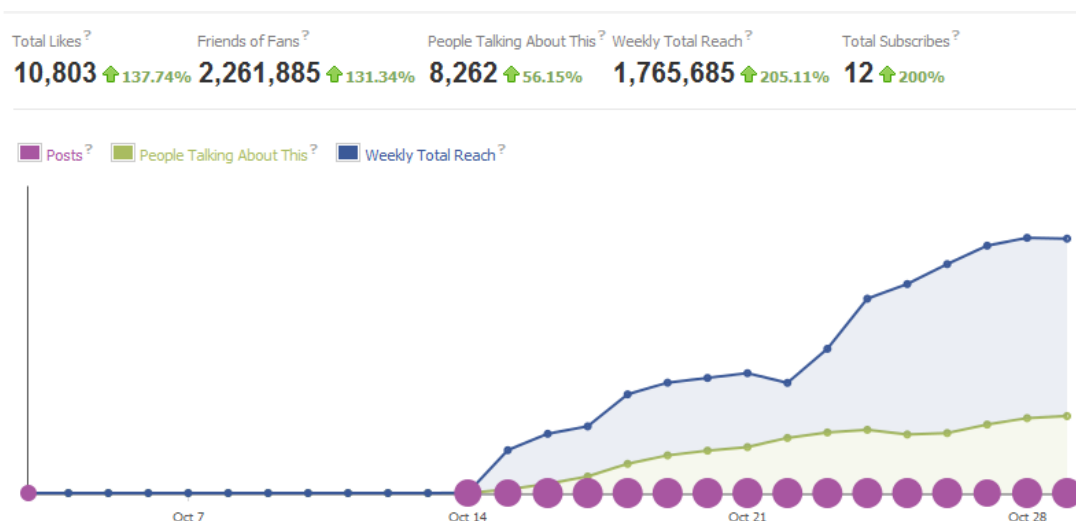 Total Likes ? Friends of Fans ? People Talking About This ? Weekly Total Reach ? Total Subscribes ?
10,803 137.74% 2,261,885 131.34% 8,262 56.15% 1,765,685 205.11% 12 200%
Posts ? People Talking About This ? Weekly Total Reach ?
Oct 7 Oct 14 Oct 21 Oct 28